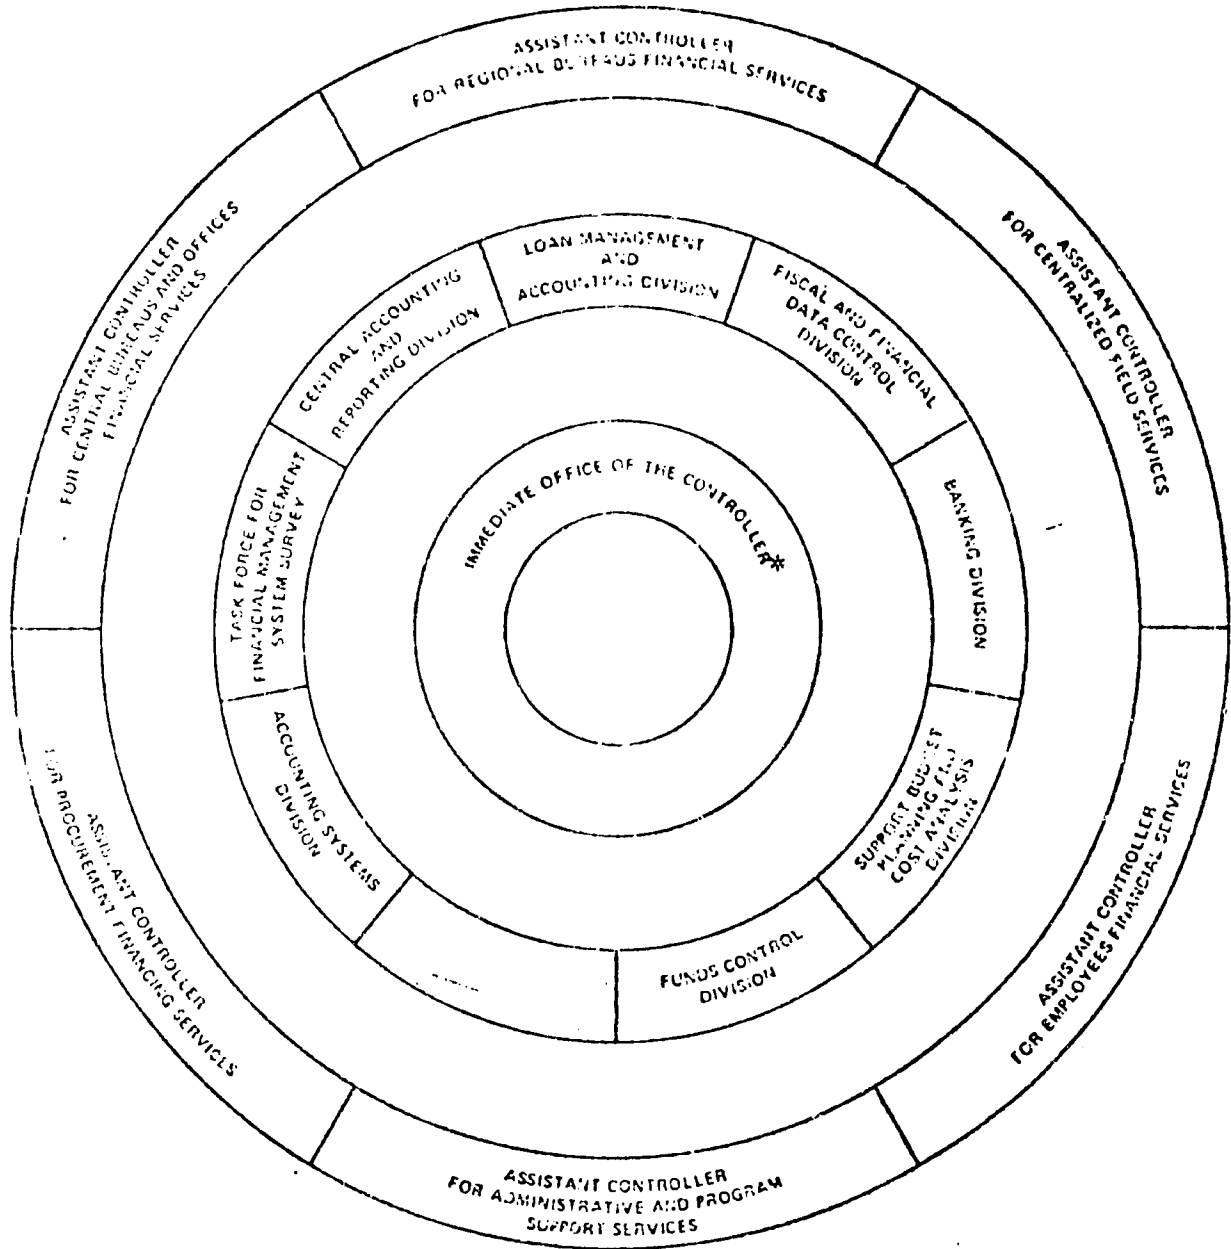 ASSISTANT CONTROLLER
FOR REGIONAL BUREAUS FINANCIAL SERVICES
ASSISTANT CONTROLLER
FOR CENTRALIZED FIELD SERVICES
ASSISTANT CONTROLLER
FOR EMPLOYEES FINANCIAL SERVICES
ASSISTANT CONTROLLER
FOR ADMINISTRATIVE AND PROGRAM
SUPPORT SERVICES
ASSISTANT CONTROLLER
FOR PROCUREMENT FINANCING SERVICES
ASSISTANT CONTROLLER
FOR CENTRAL BUREAUS AND OFFICES
FINANCIAL SERVICES
LOAN MANAGEMENT
AND
ACCOUNTING DIVISION
FISCAL AND FINANCIAL
DATA CONTROL
DIVISION
BANKING DIVISION
SUPPORT BUDGET
PLANNING AND
COST ANALYSIS
DIVISION
FUNDS CONTROL
DIVISION
ACCOUNTING SYSTEMS
DIVISION
TASK FORCE FOR
FINANCIAL MANAGEMENT
SYSTEM SURVEY
CENTRAL ACCOUNTING
AND
REPORTING DIVISION
IMMEDIATE OFFICE OF THE CONTROLLER*